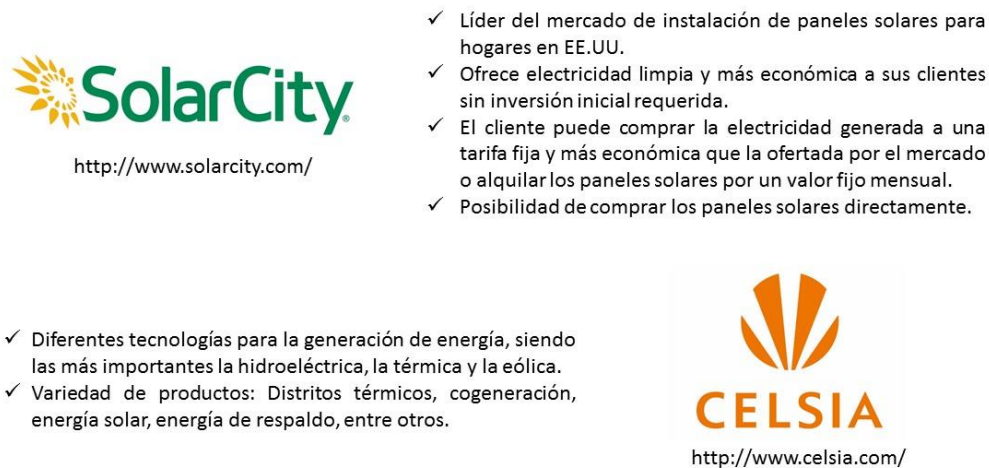 SolarCity
http://www.solarcity.com/
✓ Líder del mercado de instalación de paneles solares para
hogares en EE.UU.
✓ Ofrece electricidad limpia y más económica a sus clientes
sin inversión inicial requerida.
✓ El cliente puede comprar la electricidad generada a una
tarifa fija y más económica que la ofertada por el mercado
o alquilar los paneles solares por un valor fijo mensual.
✓ Posibilidad de comprar los paneles solares directamente.
✓ Diferentes tecnologías para la generación de energía, siendo
las más importantes la hidroeléctrica, la térmica y la eólica.
✓ Variedad de productos: Distritos térmicos, cogeneración,
energía solar, energía de respaldo, entre otros.
CELSIA
http://www.celsia.com/